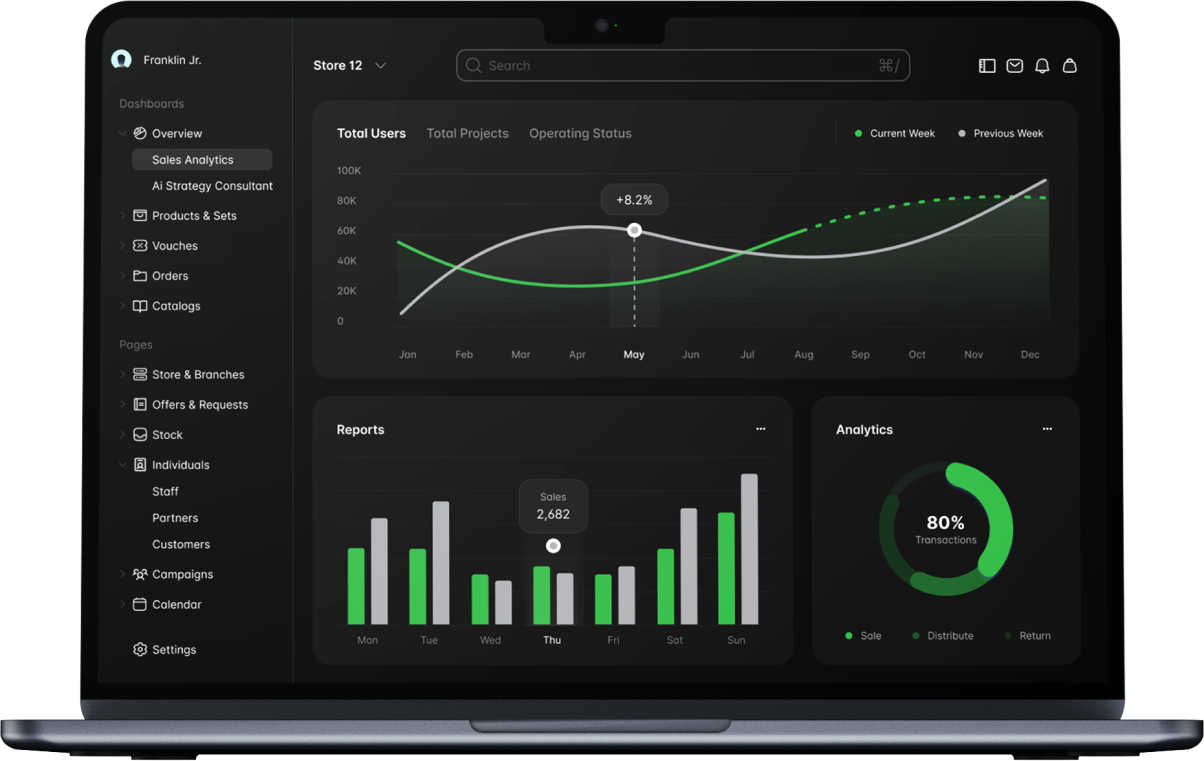 Franklin Jr.
Dashboards
Overview
Sales Analytics
Ai Strategy Consultant
Products & Sets
Vouches
Orders
Catalogs
Pages
Store & Branches
Offers & Requests
Stock
Individuals
Staff
Partners
Customers
Campaigns
Calendar
Settings
Store 12
Search ⌘/
Total Users Total Projects Operating Status
Current Week Previous Week
100K
80K
60K
40K
20K
0
+8.2%
Jan Feb Mar Apr May Jun Jul Aug Sep Oct Nov Dec
Reports
Sales
2,682
Mon Tue Wed Thu Fri Sat Sun
Analytics
80%
Transactions
Sale Distribute Return